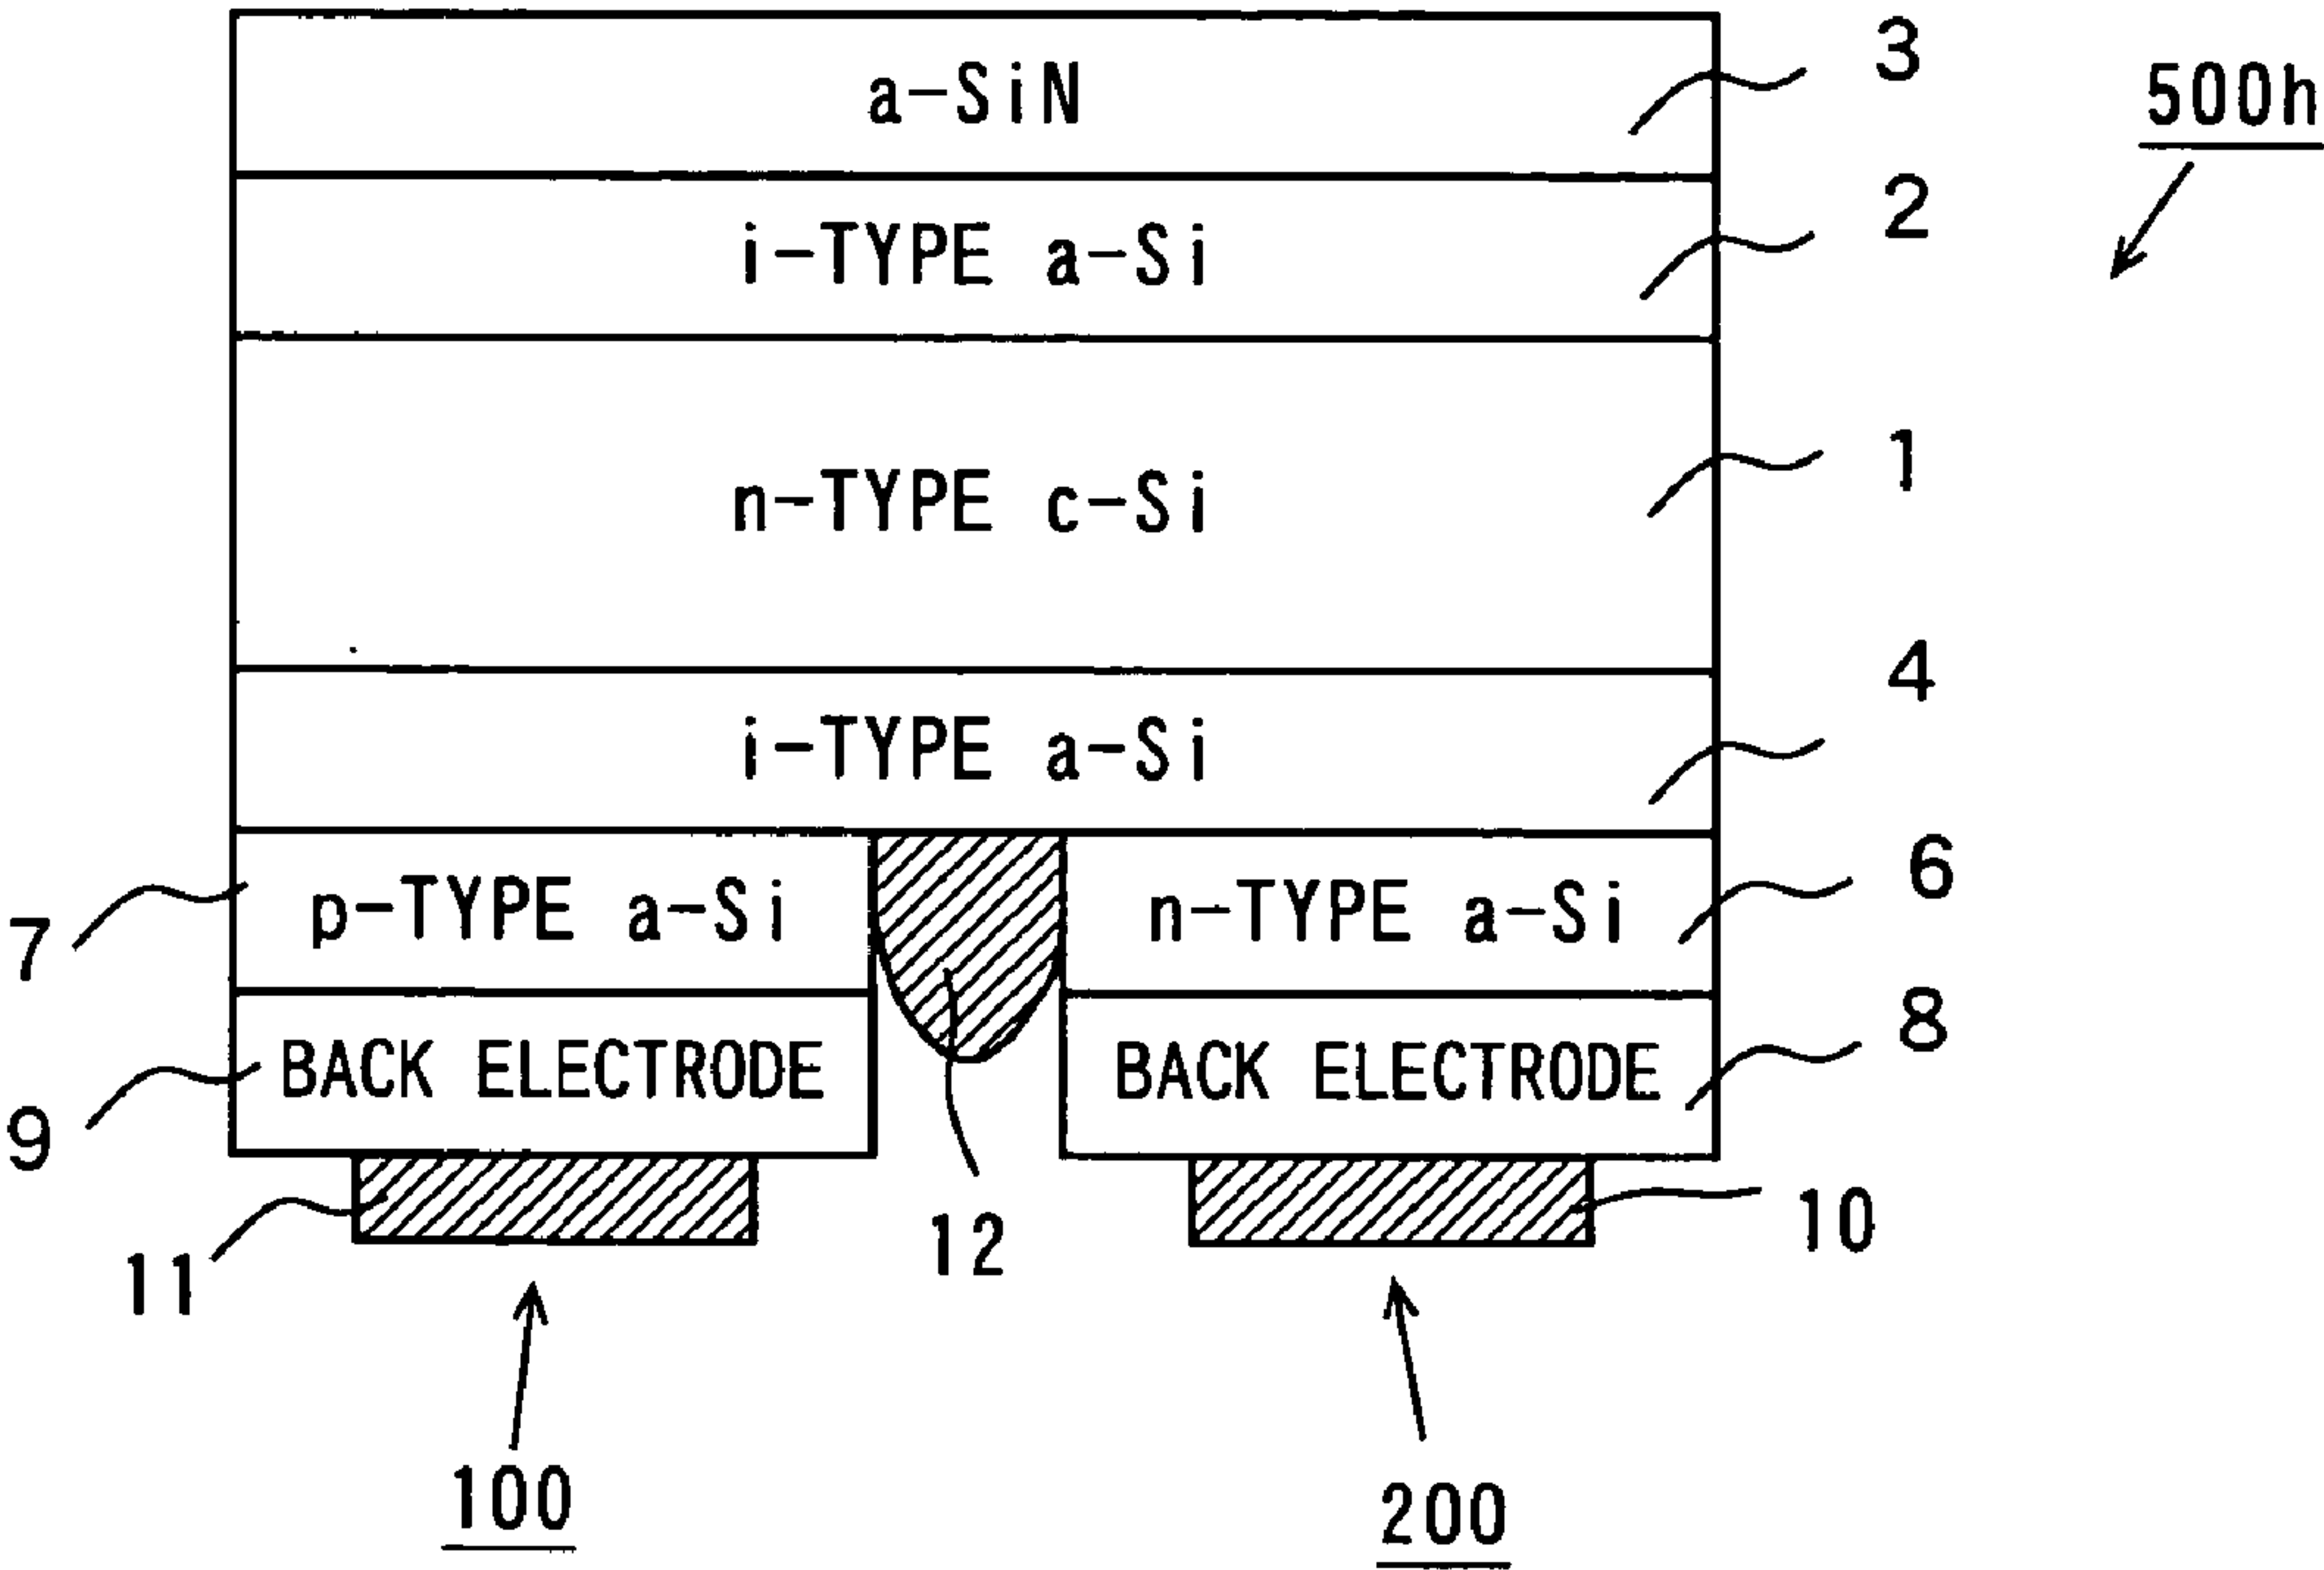 3
500h
a-SiN
2
i-TYPE a-Si
1
n-TYPE c-Si
4
i-TYPE a-Si
6
p-TYPE a-Si
n-TYPE a-Si
7
8
BACK ELECTRODE
BACK ELECTRODE
9
10
12
11
100
200